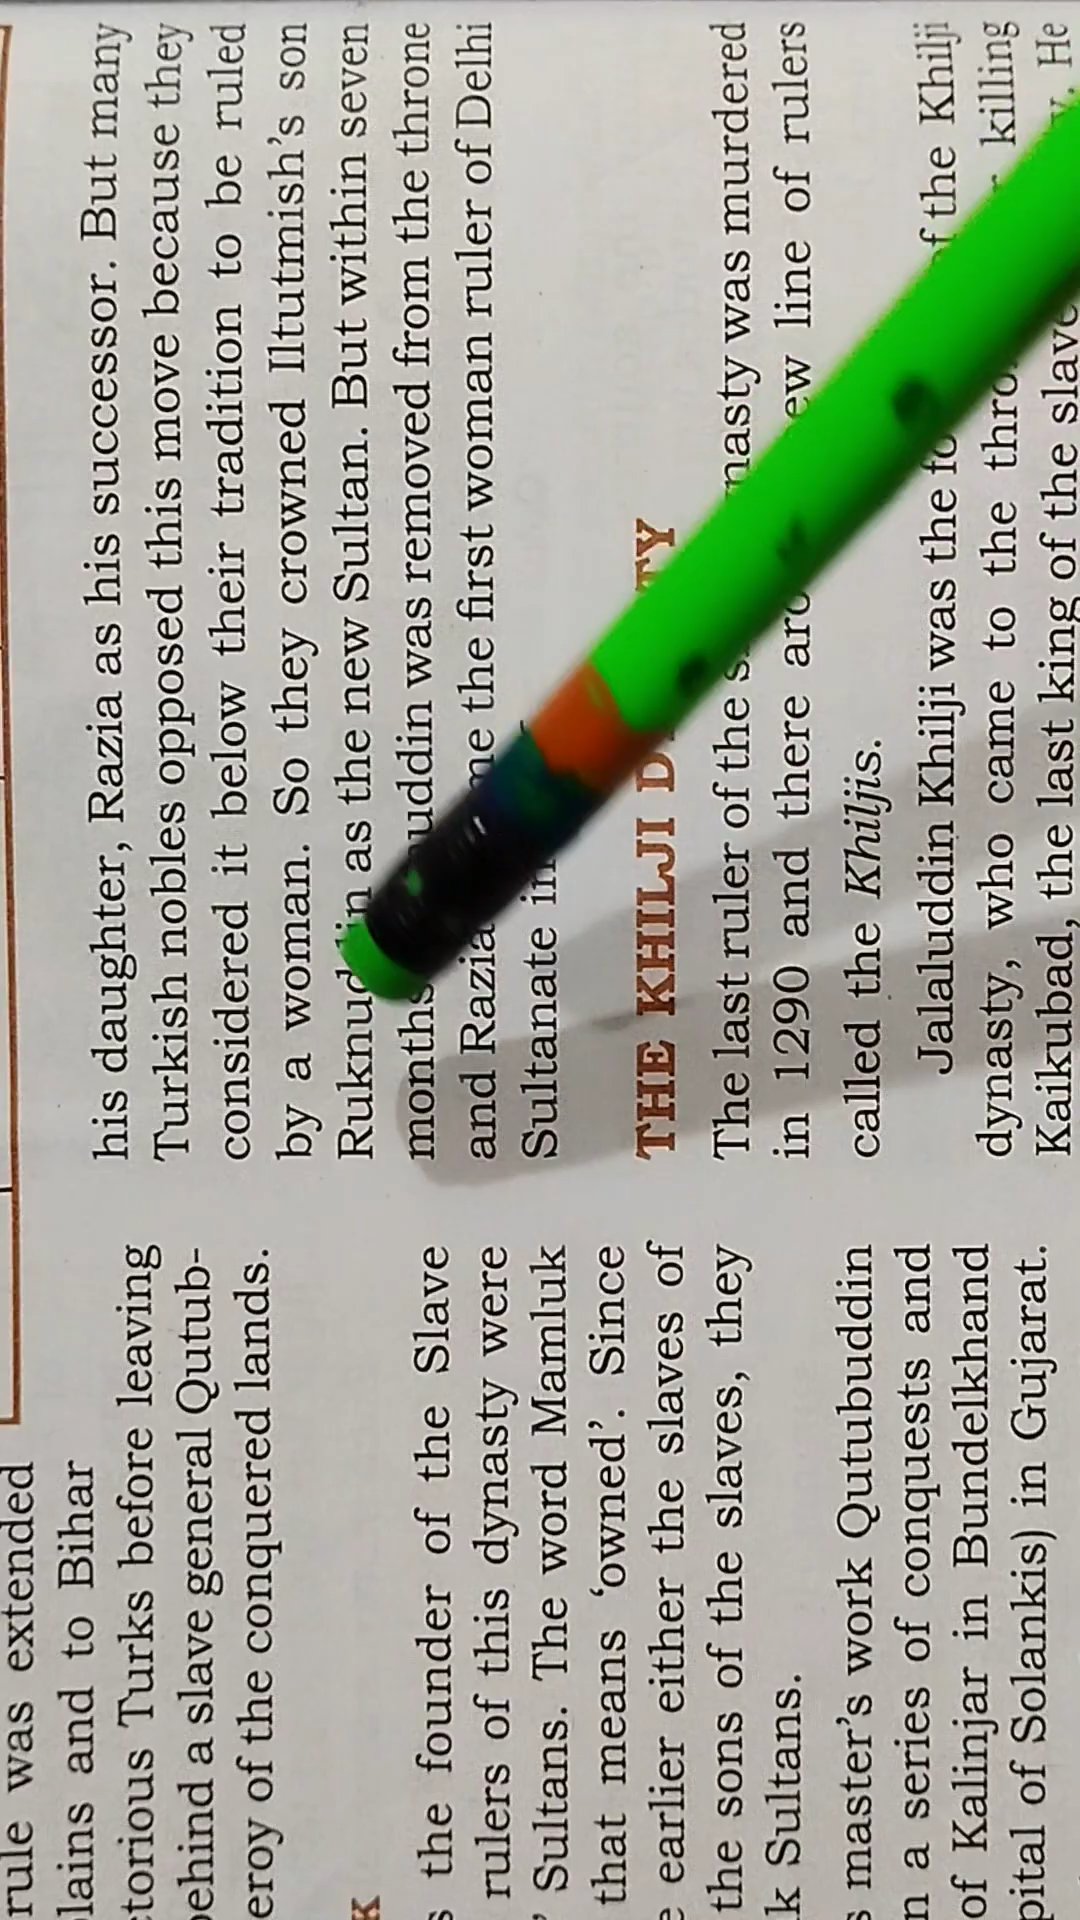 rule was extended
lains and to Bihar
ctorious Turks before leaving
behind a slave general Qutub-
eroy of the conquered lands.
K
s the founder of the Slave
rulers of this dynasty were
' Sultans. The word Mamluk
that means 'owned'. Since
e earlier either the slaves of
the sons of the slaves, they
k Sultans.
s master's work Qutubuddin
n a series of conquests and
of Kalinjar in Bundelkhand
pital of Solankis) in Gujarat.
his daughter, Razia as his successor. But many
Turkish nobles opposed this move because they
considered it below their tradition to be ruled
by a woman. So they crowned Iltutmish's son
as the new Sultan. But within seven
months uddin was removed from the throne
and Razia the first woman ruler of Delhi
Sultanate in
THE KHILJI
The last ruler of the was murdered
in 1290 and there line of rulers
called the Khiljis.
Jalaluddin Khilji was the of the Khilji
dynasty, who came to the killing
Kaikubad, the last king of the slave He